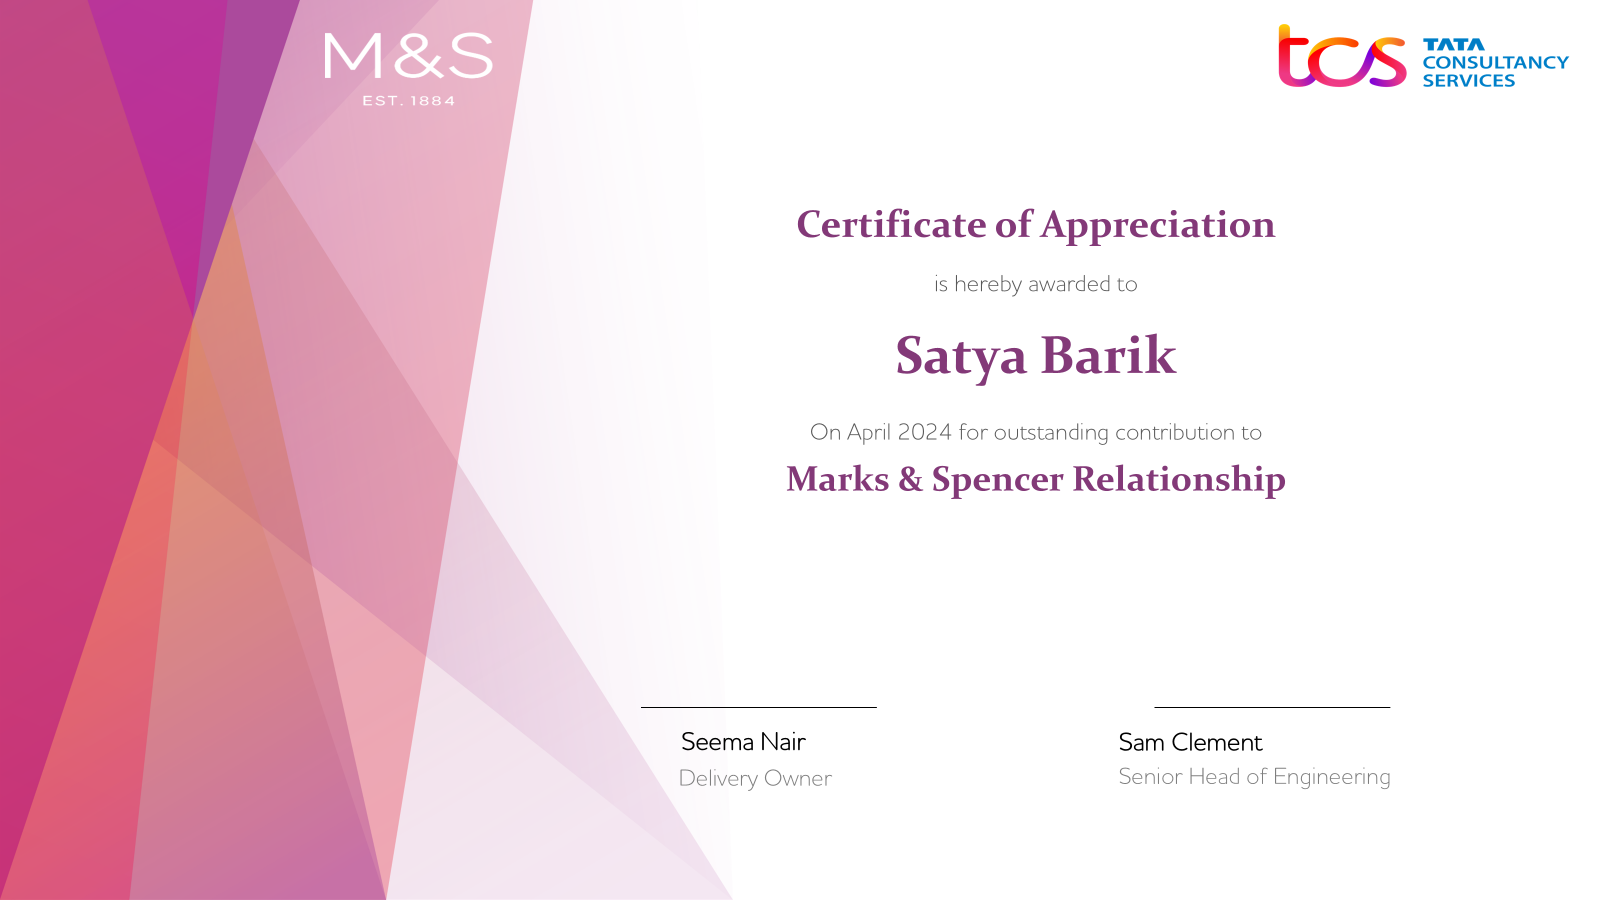 M&S
EST. 1884
tcs TATA
CONSULTANCY
SERVICES
Certificate of Appreciation
is hereby awarded to
Satya Barik
On April 2024 for outstanding contribution to
Marks & Spencer Relationship
Seema Nair
Delivery Owner
Sam Clement
Senior Head of Engineering